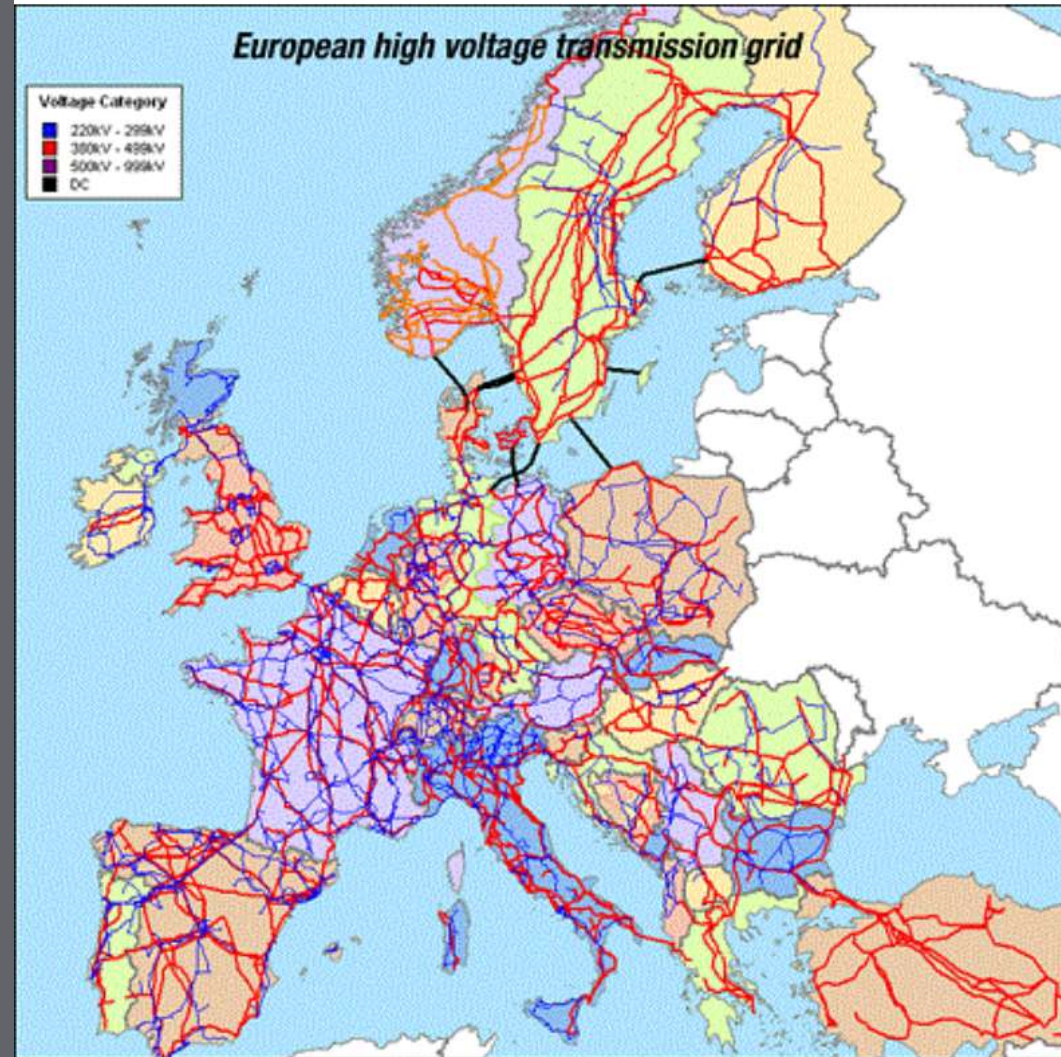 European high voltage transmission grid
Voltage Category
220kV - 299kV
380kV - 499kV
500kV - 999kV
DC